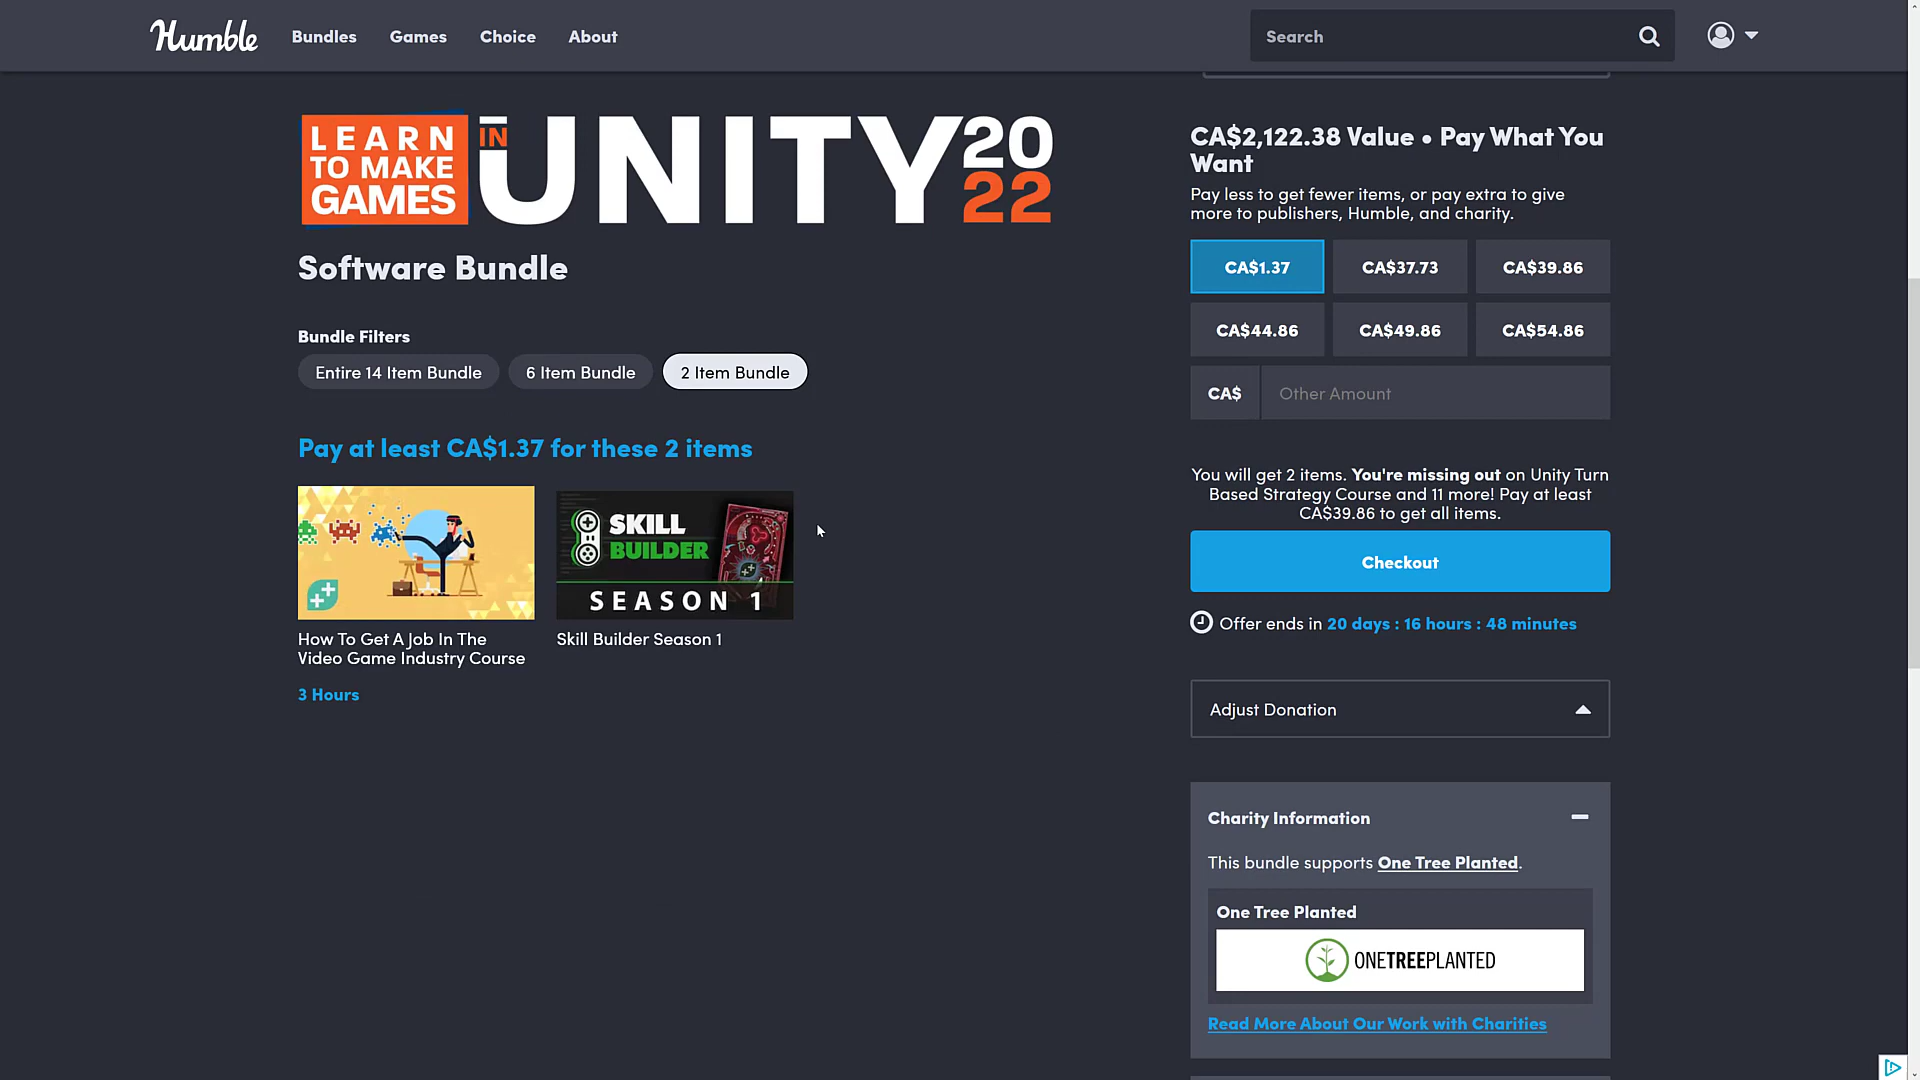 Humble
Bundles
Games
Choice
About
Search
LEARN
TO MAKE
GAMES
IN
UNITY
20
22
Software Bundle
Bundle Filters
Entire 14 Item Bundle
6 Item Bundle
2 Item Bundle
Pay at least CA$1.37 for these 2 items
SKILL
BUILDER
SEASON 1
How To Get A Job In The
Video Game Industry Course
Skill Builder Season 1
3 Hours
CA$2,122.38 Value • Pay What You
Want
Pay less to get fewer items, or pay extra to give
more to publishers, Humble, and charity.
CA$1.37
CA$37.73
CA$39.86
CA$44.86
CA$49.86
CA$54.86
CA$
Other Amount
You will get 2 items. You're missing out on Unity Turn
Based Strategy Course and 11 more! Pay at least
CA$39.86 to get all items.
Checkout
Offer ends in 20 days : 16 hours : 48 minutes
Adjust Donation
Charity Information
This bundle supports One Tree Planted.
One Tree Planted
ONETREEPLANTED
Read More About Our Work with Charities